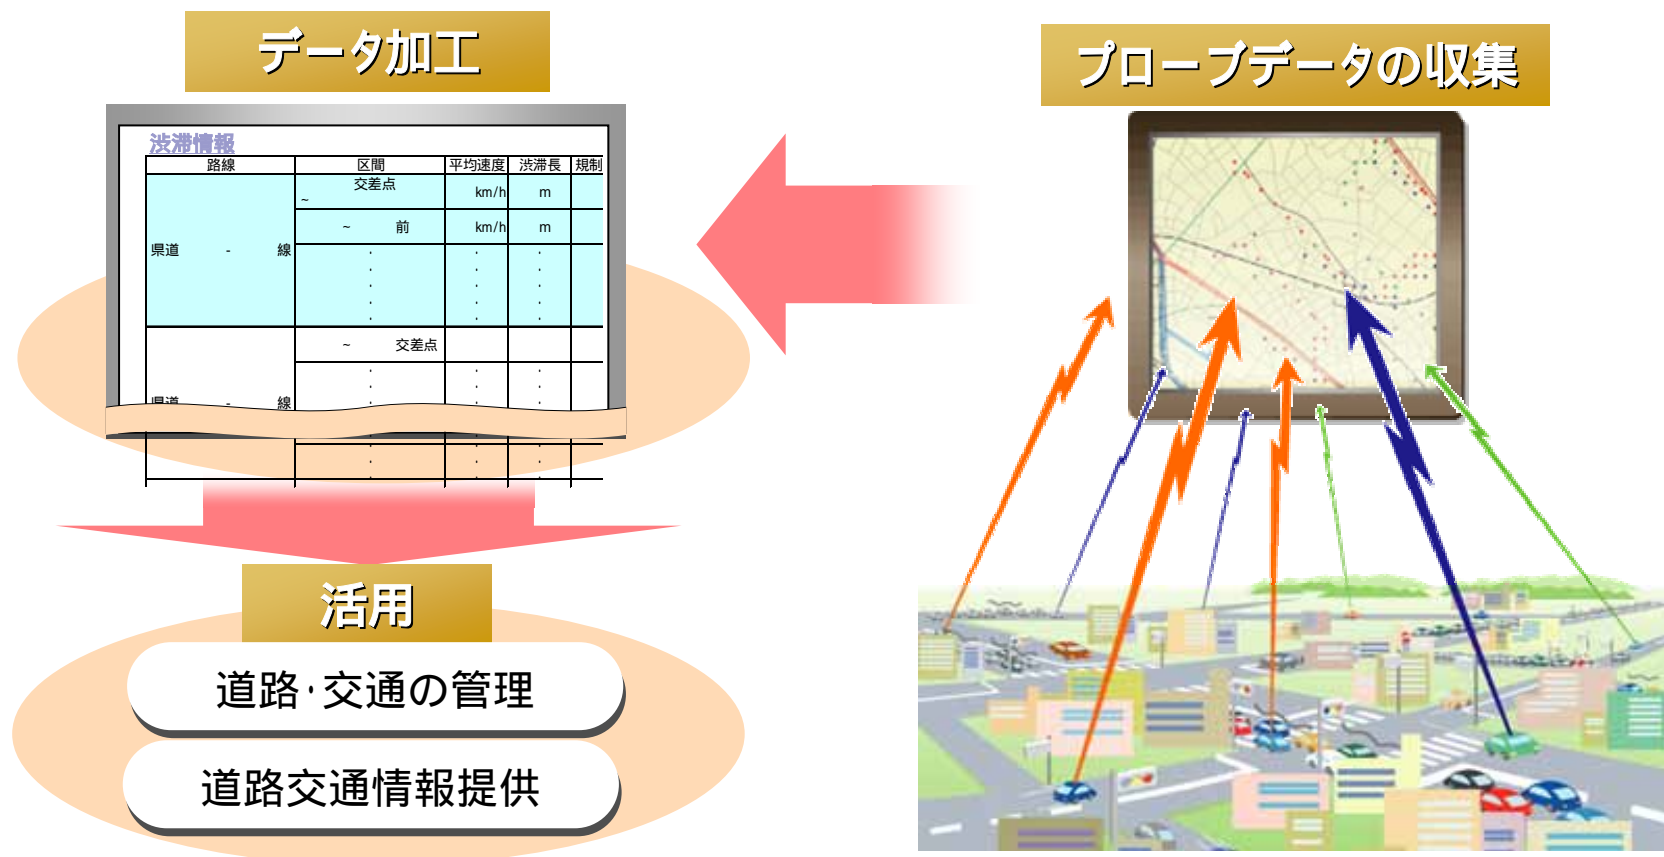 データ加工
渋滞情報
路線 区間 平均速度 渋滞長 規制
交差点
~
km/h m
~ 前 km/h m
県道 - 線
~ 交差点
県道 - 線
活用
道路・交通の管理
道路交通情報提供
プローブデータの収集